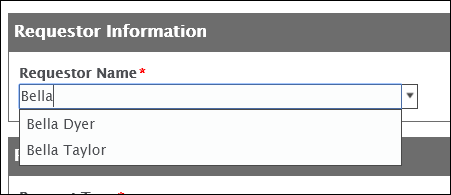 Requestor Information
Requestor Name*
Bella
Bella Dyer
Bella Taylor